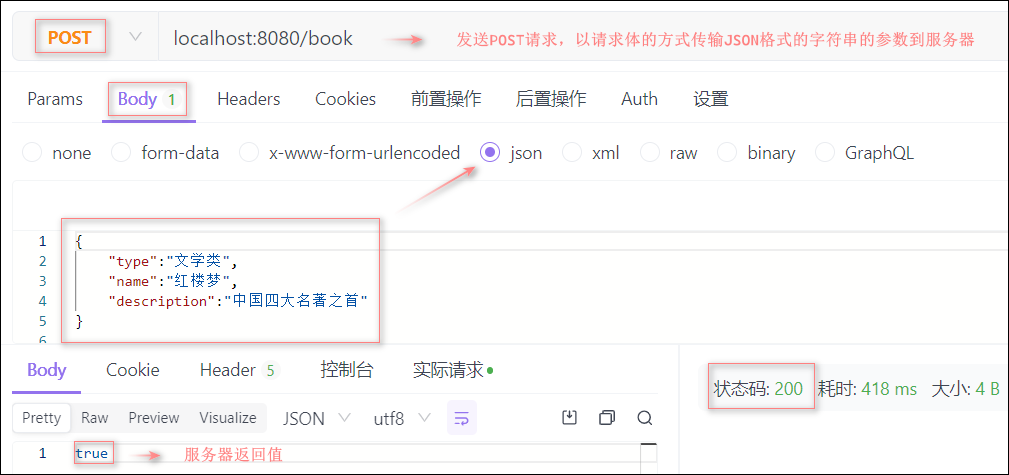 POST localhost:8080/book 发送POST请求，以请求体的方式传输JSON格式的字符串的参数到服务器
Params Body 1 Headers Cookies 前置操作 后置操作 Auth 设置
none form-data x-www-form-urlencoded json xml raw binary GraphQL
1 {
2 "type":"文学类",
3 "name":"红楼梦",
4 "description":"中国四大名著之首"
5 }
6
Body Cookie Header 5 控制台 实际请求
状态码: 200 耗时: 418 ms 大小: 4 B
Pretty Raw Preview Visualize JSON utf8
1 true 服务器返回值